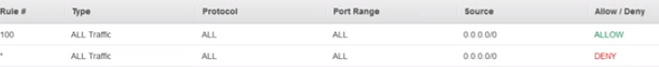 Rule # Type Protocol Port Range Source Allow / Deny
100 ALL Traffic ALL ALL 0.0.0.0/0 ALLOW
* ALL Traffic ALL ALL 0.0.0.0/0 DENY